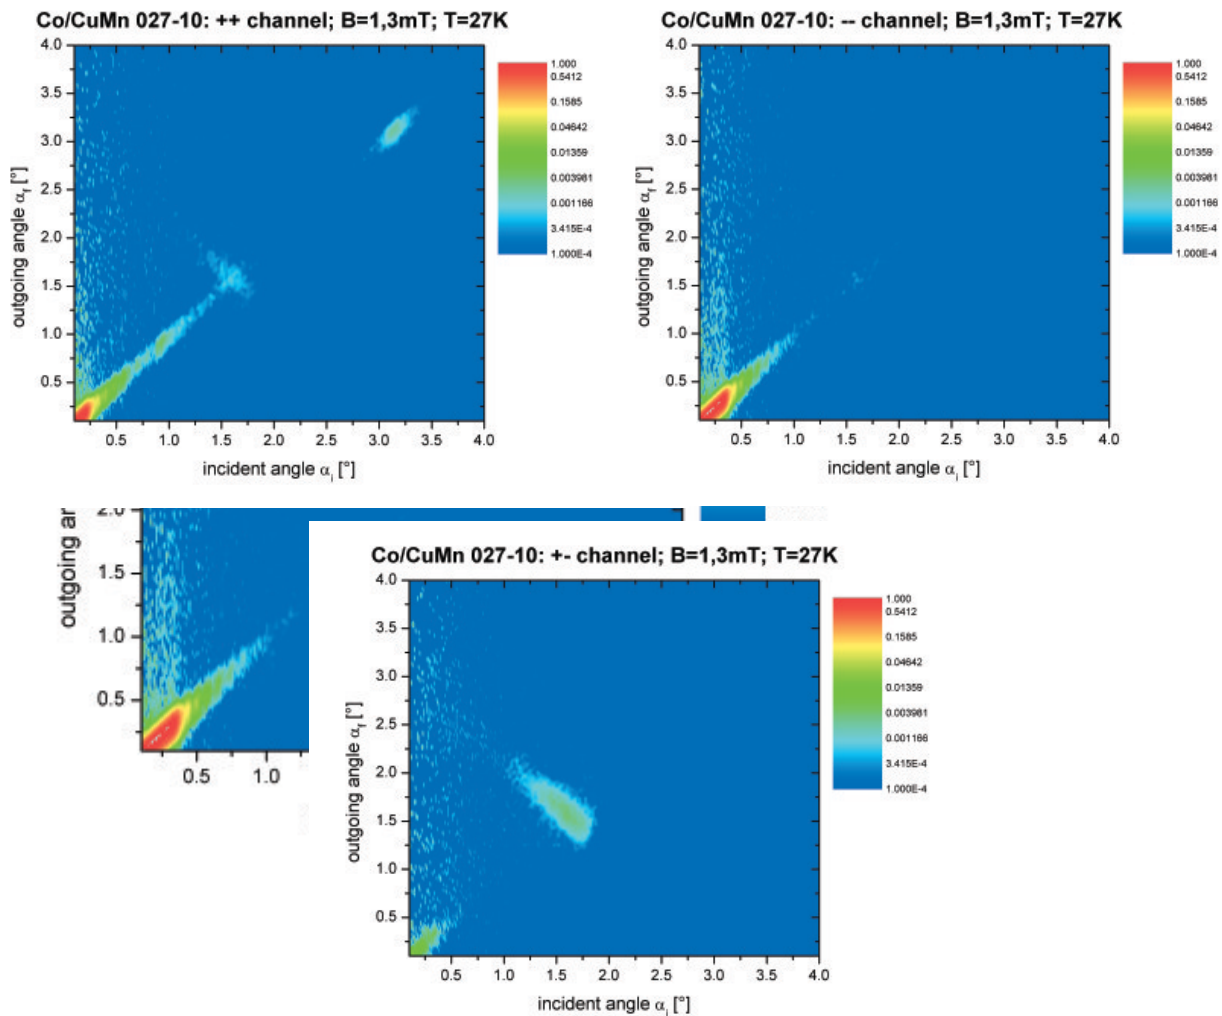 Co/CuMn 027-10: ++ channel; B=1,3mT; T=27K
4.0
3.5
3.0
2.5
2.0
1.5
1.0
0.5
outgoing angle αf [°]
0.5 1.0 1.5 2.0 2.5 3.0 3.5 4.0
incident angle αi [°]
1.000
0.5412
0.1585
0.04642
0.01359
0.003981
0.001166
3.415E-4
1.000E-4
Co/CuMn 027-10: -- channel; B=1,3mT; T=27K
4.0
3.5
3.0
2.5
2.0
1.5
1.0
0.5
outgoing angle αf [°]
0.5 1.0 1.5 2.0 2.5 3.0 3.5 4.0
incident angle αi [°]
1.000
0.5412
0.1585
0.04642
0.01359
0.003981
0.001166
3.415E-4
1.000E-4
2.0
1.5
1.0
0.5
outgoing ar
0.5 1.0
Co/CuMn 027-10: +- channel; B=1,3mT; T=27K
4.0
3.5
3.0
2.5
2.0
1.5
1.0
0.5
outgoing angle αf [°]
0.5 1.0 1.5 2.0 2.5 3.0 3.5 4.0
incident angle αi [°]
1.000
0.5412
0.1585
0.04642
0.01359
0.003981
0.001166
3.415E-4
1.000E-4